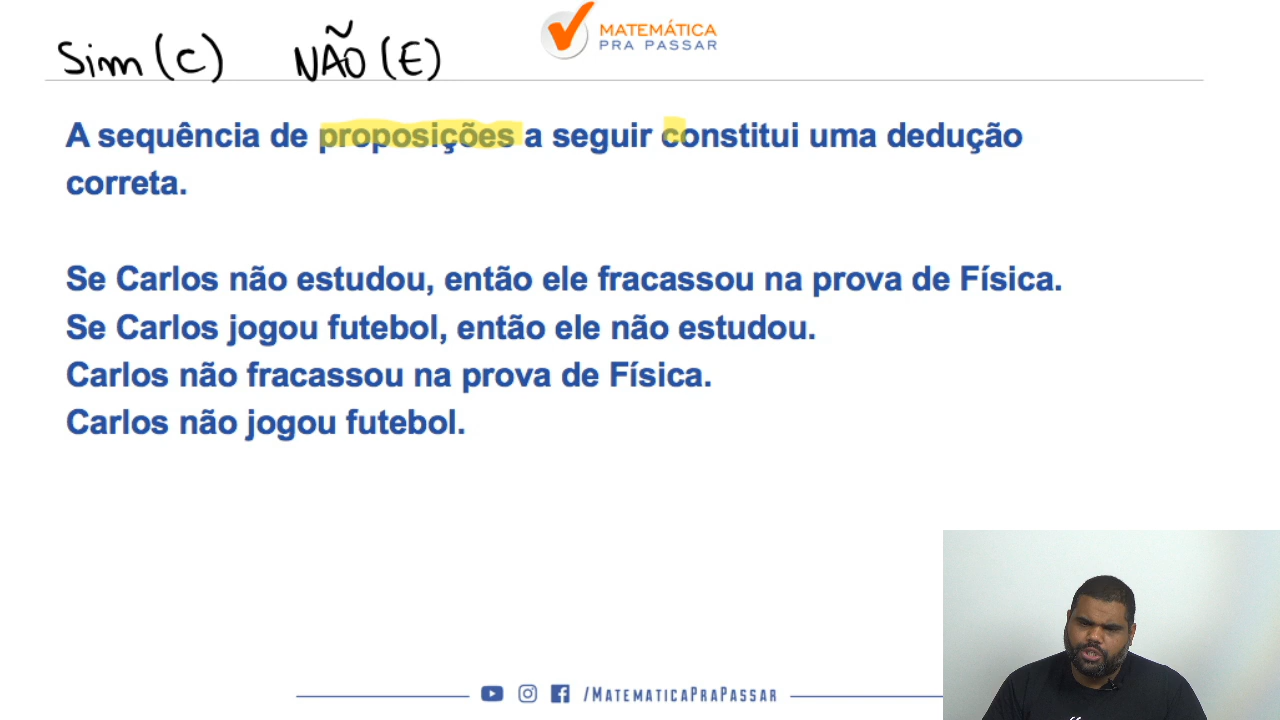 Sim (C) NÃO (E)
MATEMÁTICA
PRA PASSAR
A sequência de proposições a seguir constitui uma dedução
correta.
Se Carlos não estudou, então ele fracassou na prova de Física.
Se Carlos jogou futebol, então ele não estudou.
Carlos não fracassou na prova de Física.
Carlos não jogou futebol.
/MATEMATICAPRAPASSAR